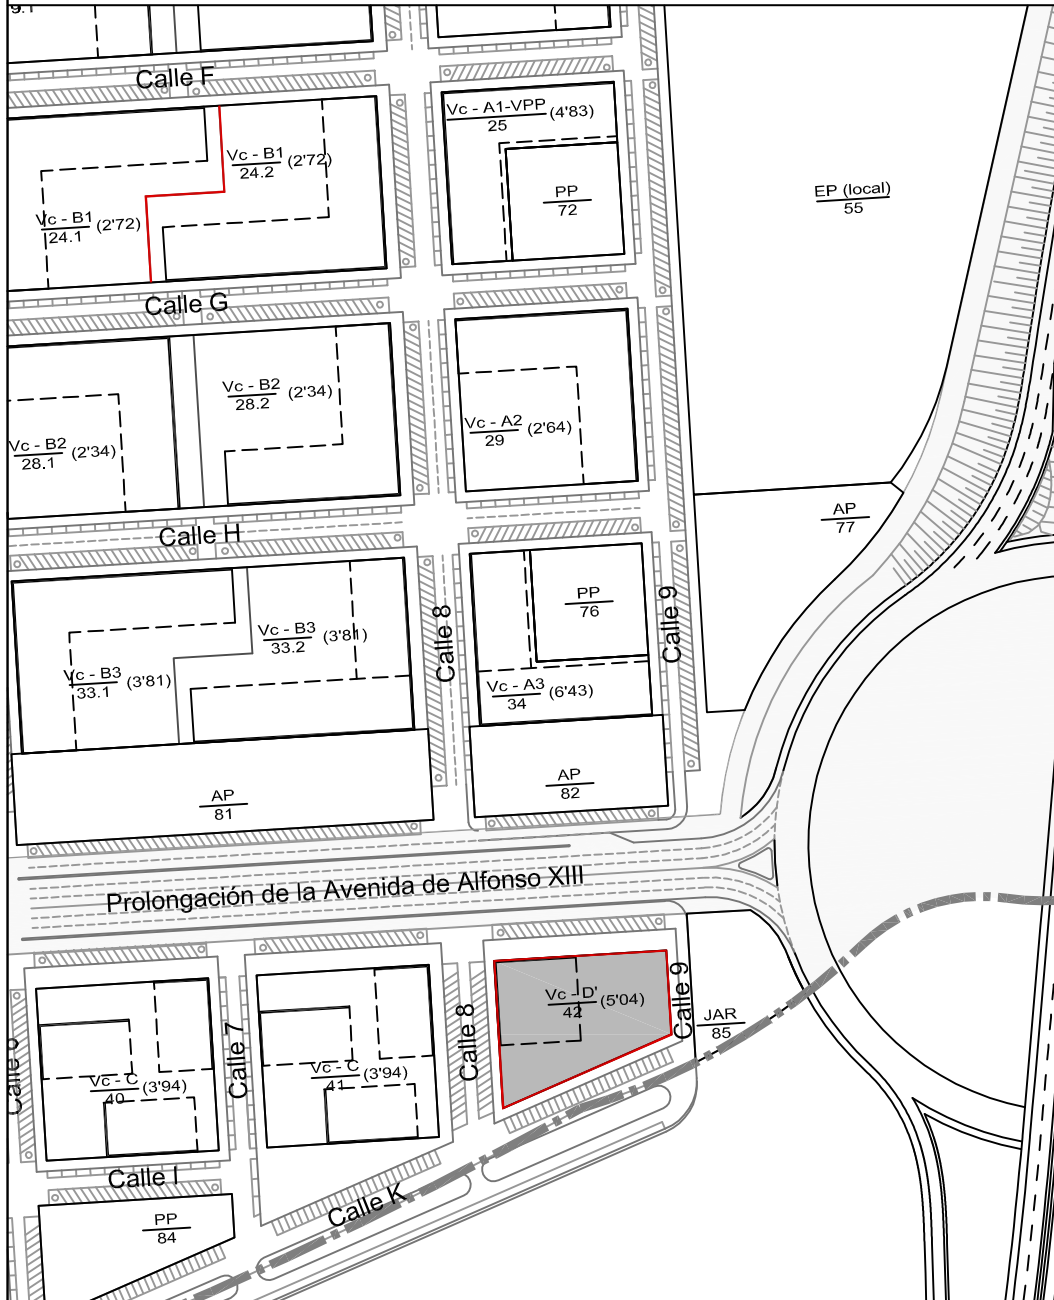 9.1
Calle F
Vc - A1-VPP (4'83)
25
Vc - B1 (2'72)
24.2
PP
72
EP (local)
55
Vc - B1 (2'72)
24.1
Calle G
Vc - B2 (2'34)
28.2
Vc - A2 (2'64)
29
Vc - B2 (2'34)
28.1
AP
77
Calle H
PP
76
Calle 8
Calle 9
Vc - B3 (3'81)
33.2
Vc - B3 (3'81)
33.1
Vc - A3 (6'43)
34
AP
82
AP
81
Prolongación de la Avenida de Alfonso XIII
Vc - D' (5'04)
42
Calle 9
JAR
85
Calle 7
Calle 8
Vc - C (3'94)
40
Vc - C (3'94)
41
Calle I
Calle K
PP
84